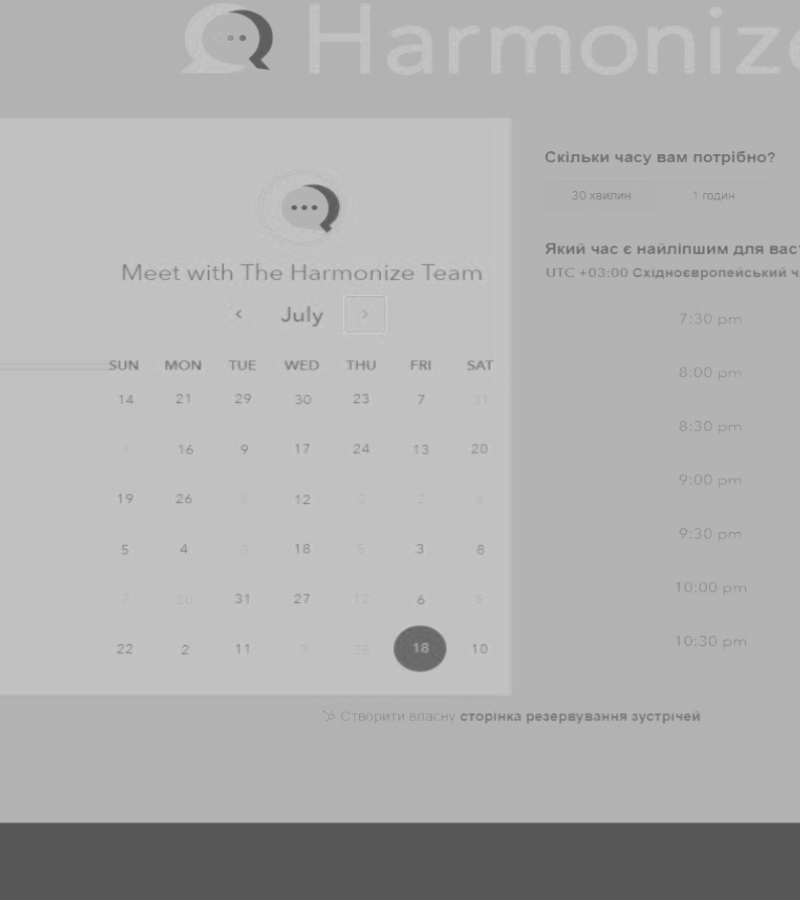 Harmoniz
Meet with The Harmonize Team
July
SUN MON TUE WED THU FRI SAT
14 21 29 30 23 7 31
1 16 9 17 24 13 20
19 26 8 12 2 2 4
5 4 3 18 5 3 8
7 20 31 27 12 6 5
22 2 11 28 18 10
Скільки часу вам потрібно?
30 хвилин 1 годин
Який час є найліпшим для вас
UTC +03:00 Східноєвропейський ч
7:30 pm
8:00 pm
8:30 pm
9:00 pm
9:30 pm
10:00 pm
10:30 pm
Створити власну сторінка резервування зустрічей